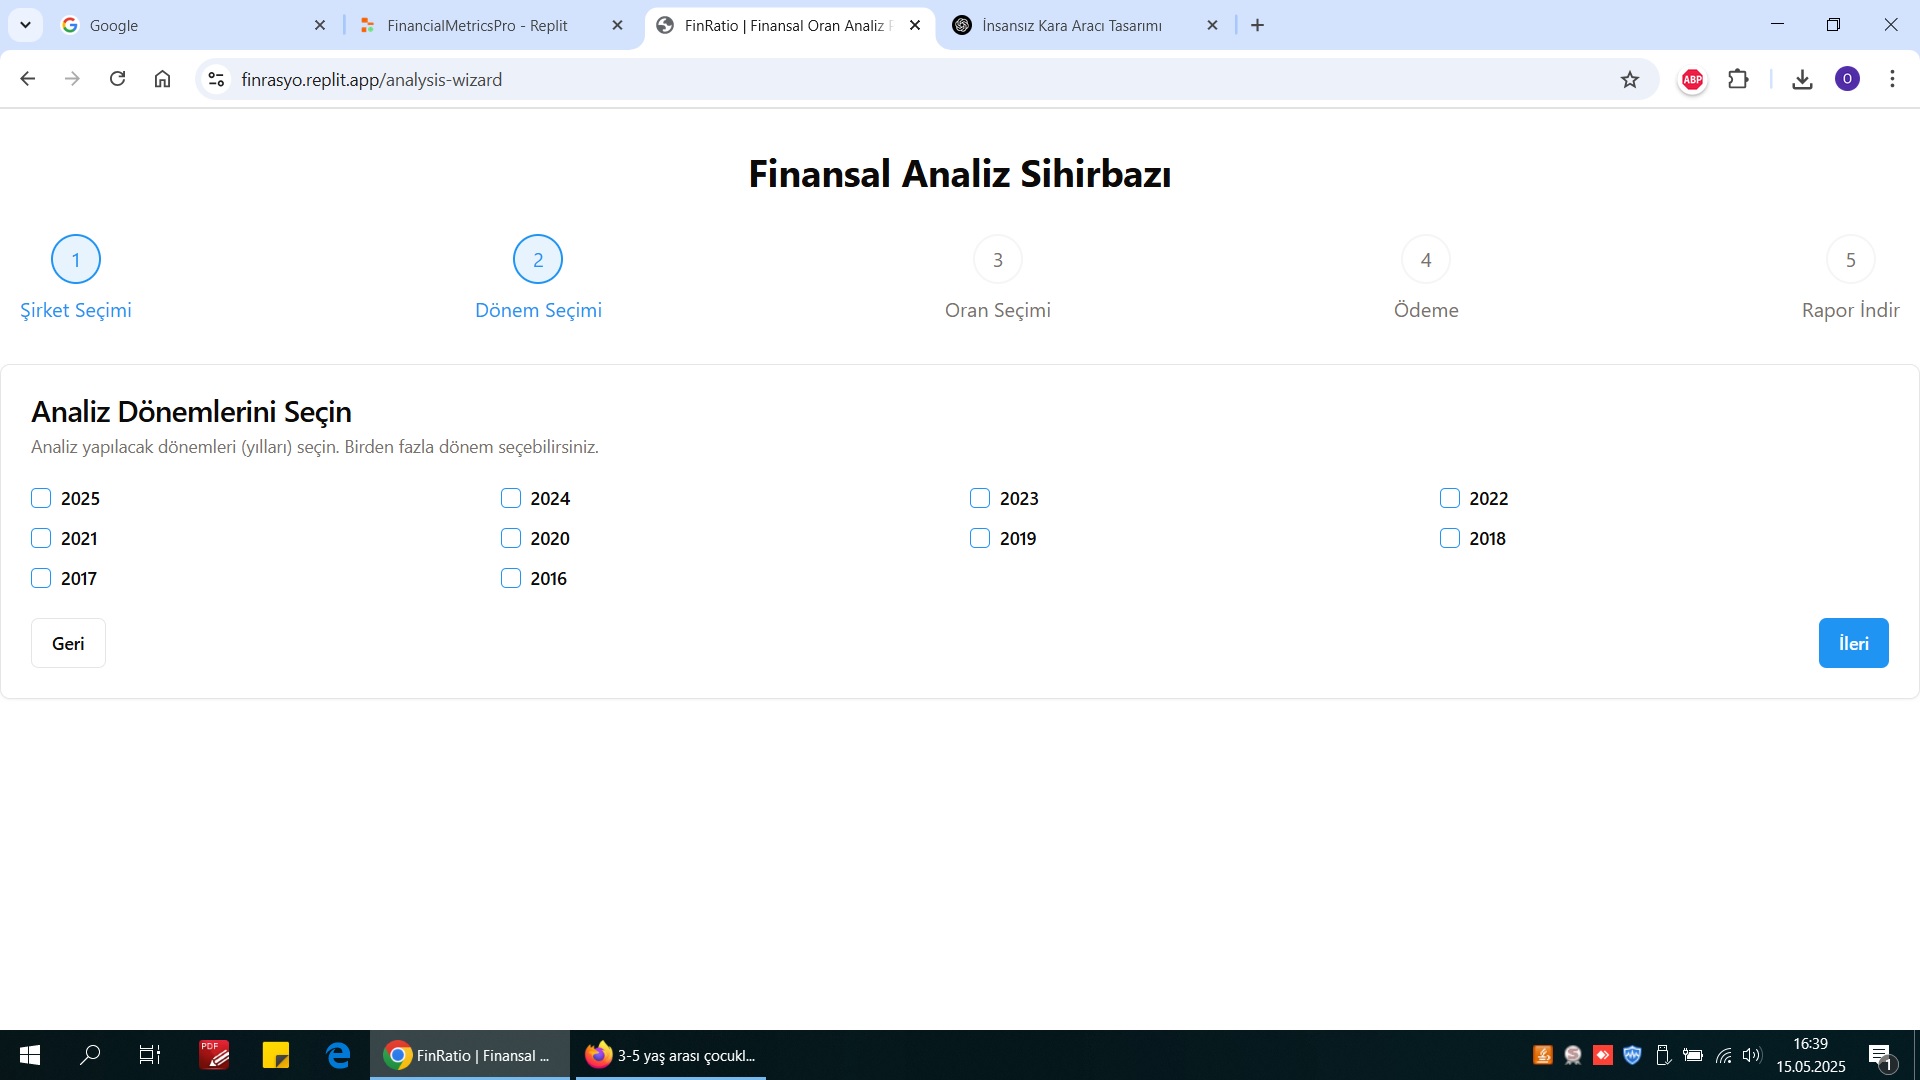 Google
FinancialMetricsPro - Replit
FinRatio | Finansal Oran Analiz
İnsansız Kara Aracı Tasarımı
finrasyo.replit.app/analysis-wizard
ABP
O
Finansal Analiz Sihirbazı
1
2
3
4
5
Şirket Seçimi
Dönem Seçimi
Oran Seçimi
Ödeme
Rapor İndir
Analiz Dönemlerini Seçin
Analiz yapılacak dönemleri (yılları) seçin. Birden fazla dönem seçebilirsiniz.
2025
2024
2023
2022
2021
2020
2019
2018
2017
2016
Geri
İleri
PDF
FinRatio | Finansal ...
3-5 yaş arası çocukl...
16:39
15.05.2025
1